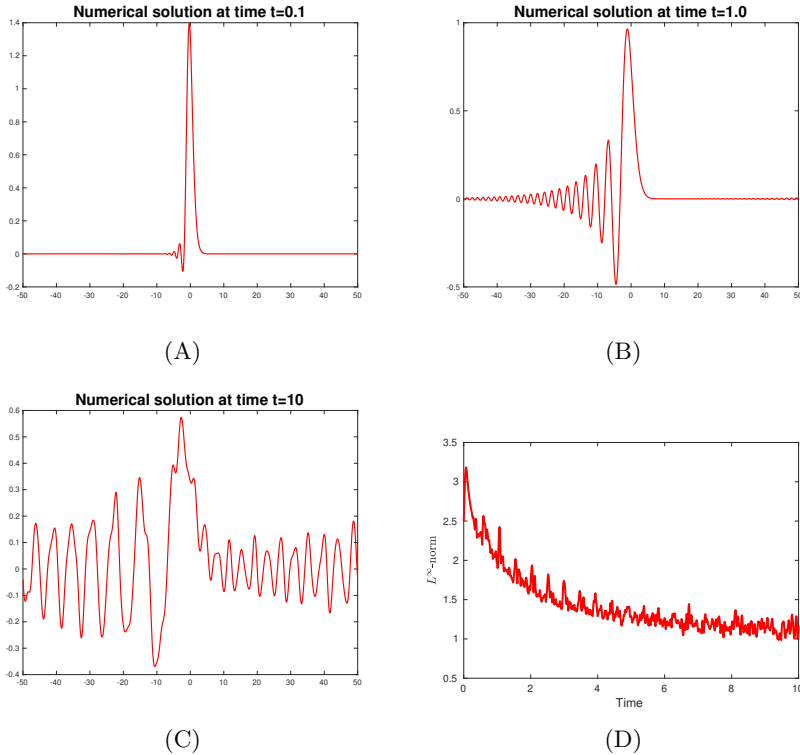 Numerical solution at time t=0.1
1.4
1.2
1
0.8
0.6
0.4
0.2
0
-0.2
-50 -40 -30 -20 -10 0 10 20 30 40 50
(A)
Numerical solution at time t=1.0
1
0.5
0
-0.5
-50 -40 -30 -20 -10 0 10 20 30 40 50
(B)
Numerical solution at time t=10
0.6
0.5
0.4
0.3
0.2
0.1
0
-0.1
-0.2
-0.3
-0.4
-50 -40 -30 -20 -10 0 10 20 30 40 50
(C)
3.5
3
2.5
2
1.5
1
0.5
L∞-norm
0 2 4 6 8 10
Time
(D)